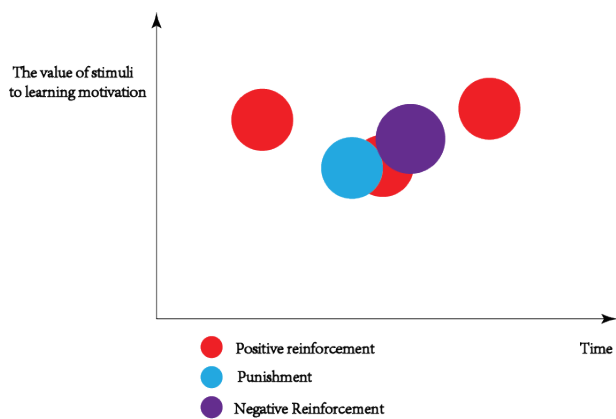 The value of stimuli
to learning motivation
Time
Positive reinforcement
Punishment
Negative Reinforcement